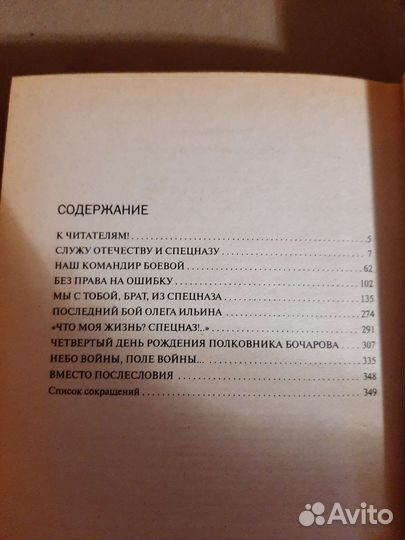 СОДЕРЖАНИЕ
К ЧИТАТЕЛЯМ! 5
СЛУЖУ ОТЕЧЕСТВУ И СПЕЦНАЗУ 7
НАШ КОМАНДИР БОЕВОЙ 62
БЕЗ ПРАВА НА ОШИБКУ 102
МЫ С ТОБОЙ, БРАТ, ИЗ СПЕЦНАЗА 135
ПОСЛЕДНИЙ БОЙ ОЛЕГА ИЛЬИНА 274
«ЧТО МОЯ ЖИЗНЬ? СПЕЦНАЗ!..» 291
ЧЕТВЕРТЫЙ ДЕНЬ РОЖДЕНИЯ ПОЛКОВНИКА БОЧАРОВА 307
НЕБО ВОЙНЫ, ПОЛЕ ВОЙНЫ... 335
ВМЕСТО ПОСЛЕСЛОВИЯ 348
Список сокращений 349
Avito